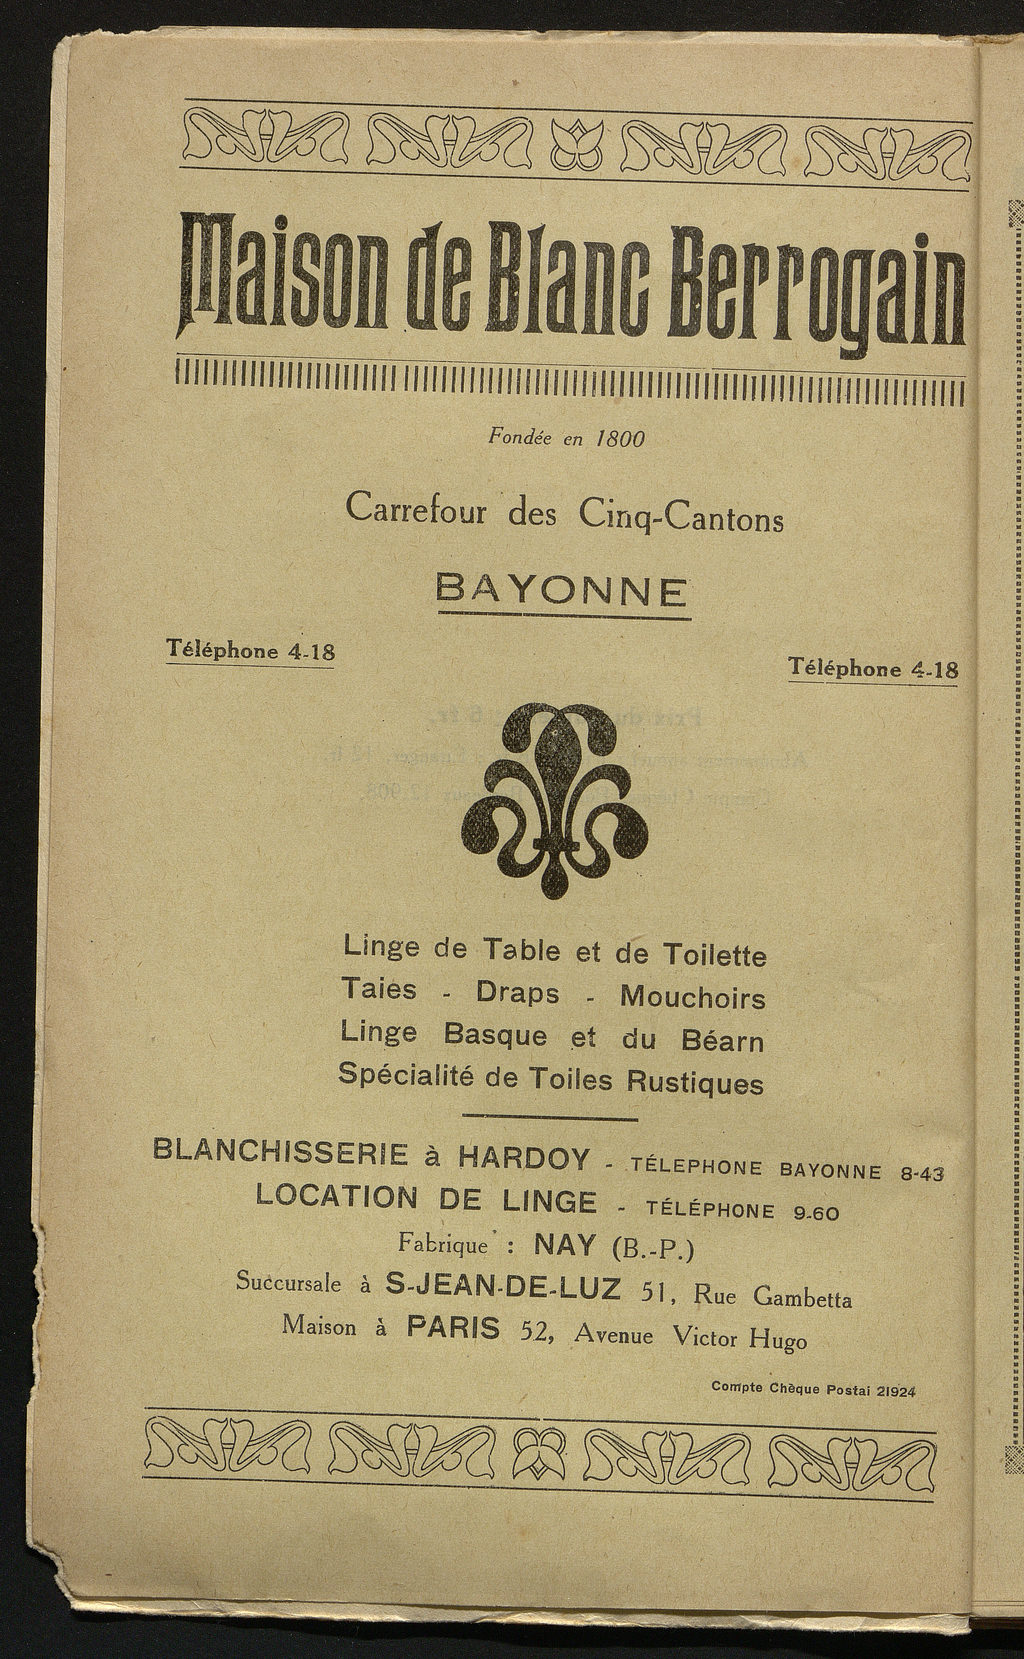 Maison de Blanc Berrogain
Fondée en 1800
Carrefour des Cinq-Cantons
BAYONNE
Téléphone 4-18
Téléphone 4-18
Linge de Table et de Toilette
Taies - Draps - Mouchoirs
Linge Basque et du Béarn
Spécialité de Toiles Rustiques
BLANCHISSERIE à HARDOY - TÉLEPHONE BAYONNE 8-43
LOCATION DE LINGE - TÉLÉPHONE 9-60
Fabrique : NAY (B.-P.)
Succursale à S-JEAN-DE-LUZ 51, Rue Gambetta
Maison à PARIS 52, Avenue Victor Hugo
Compte Chèque Postal 21924